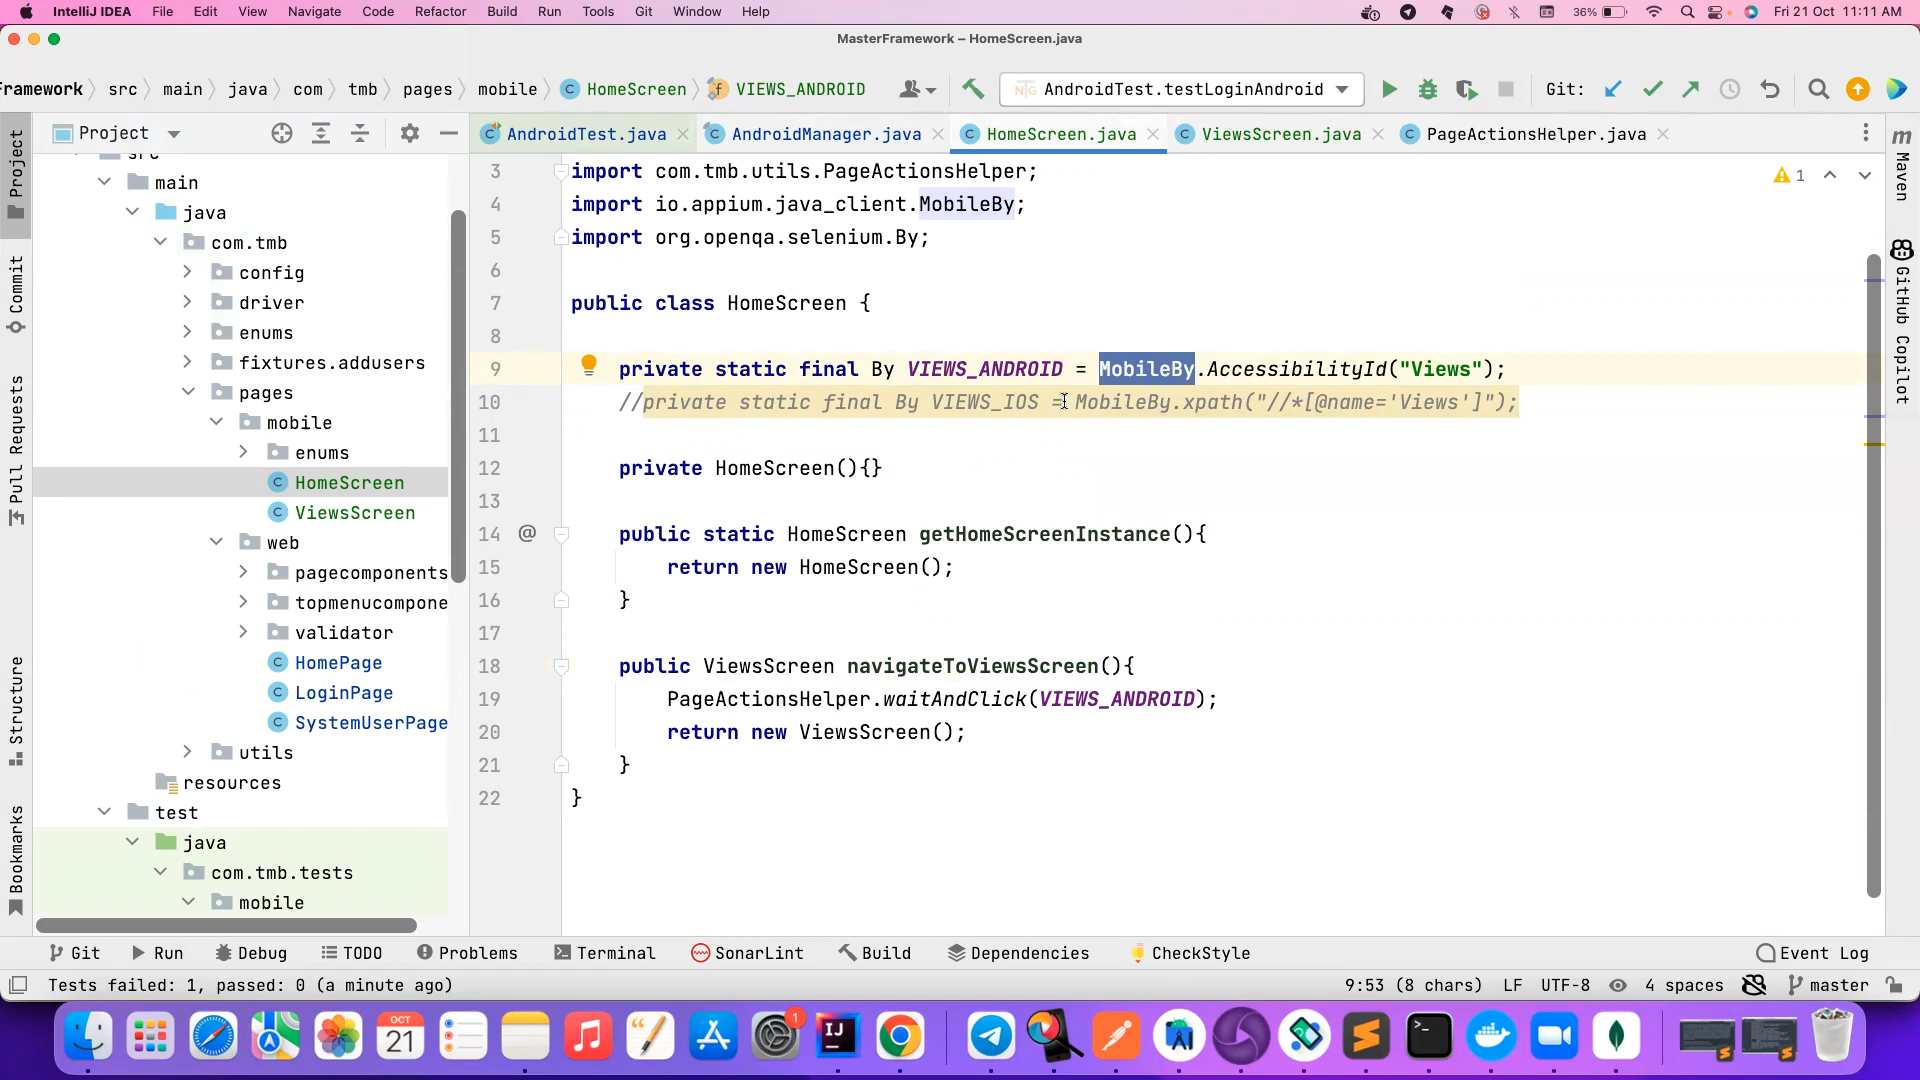 IntelliJ IDEA File Edit View Navigate Code Refactor Build Run Tools Git Window Help 36% Fri 21 Oct 11:11 AM
MasterFramework – HomeScreen.java
Framework src main java com tmb pages mobile HomeScreen VIEWS_ANDROID AndroidTest.testLoginAndroid Git:
Project AndroidTest.java AndroidManager.java HomeScreen.java ViewsScreen.java PageActionsHelper.java
Project
Commit
Pull Requests
Structure
Bookmarks
src
main
java
com.tmb
config
driver
enums
fixtures.addusers
pages
mobile
enums
HomeScreen
ViewsScreen
web
pagecomponents
topmenucompone
validator
HomePage
LoginPage
SystemUserPage
utils
resources
test
java
com.tmb.tests
mobile
3 import com.tmb.utils.PageActionsHelper;
4 import io.appium.java_client.MobileBy;
5 import org.openqa.selenium.By;
6
7 public class HomeScreen {
8
9 private static final By VIEWS_ANDROID = MobileBy.AccessibilityId("Views");
10 //private static final By VIEWS_IOS = MobileBy.xpath("//*[@name='Views']");
11
12 private HomeScreen(){}
13
14 @ public static HomeScreen getHomeScreenInstance(){
15 return new HomeScreen();
16 }
17
18 public ViewsScreen navigateToViewsScreen(){
19 PageActionsHelper.waitAndClick(VIEWS_ANDROID);
20 return new ViewsScreen();
21 }
22 }
1
m
Maven
GitHub Copilot
Git Run Debug TODO Problems Terminal SonarLint Build Dependencies CheckStyle Event Log
Tests failed: 1, passed: 0 (a minute ago) 9:53 (8 chars) LF UTF-8 4 spaces master
OCT
21
1
IJ